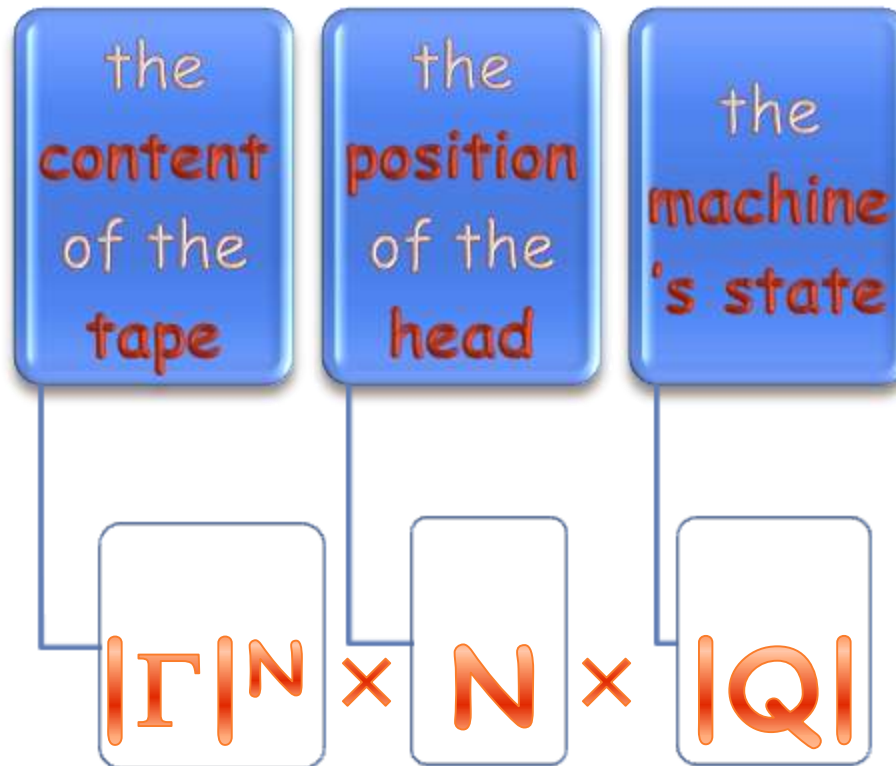 the
content
of the
tape
the
position
of the
head
the
machine
's state
|Γ|ᴺ × N × |Q|